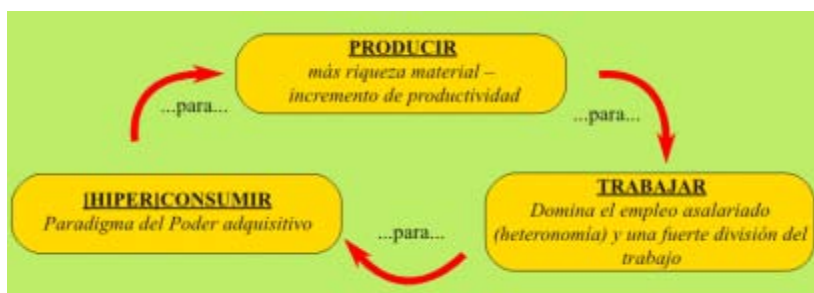 PRODUCIR
más riqueza material –
incremento de productividad
...para...
...para...
TRABAJAR
Domina el empleo asalariado
(heteronomía) y una fuerte división del
trabajo
...para...
[HIPER]CONSUMIR
Paradigma del Poder adquisitivo